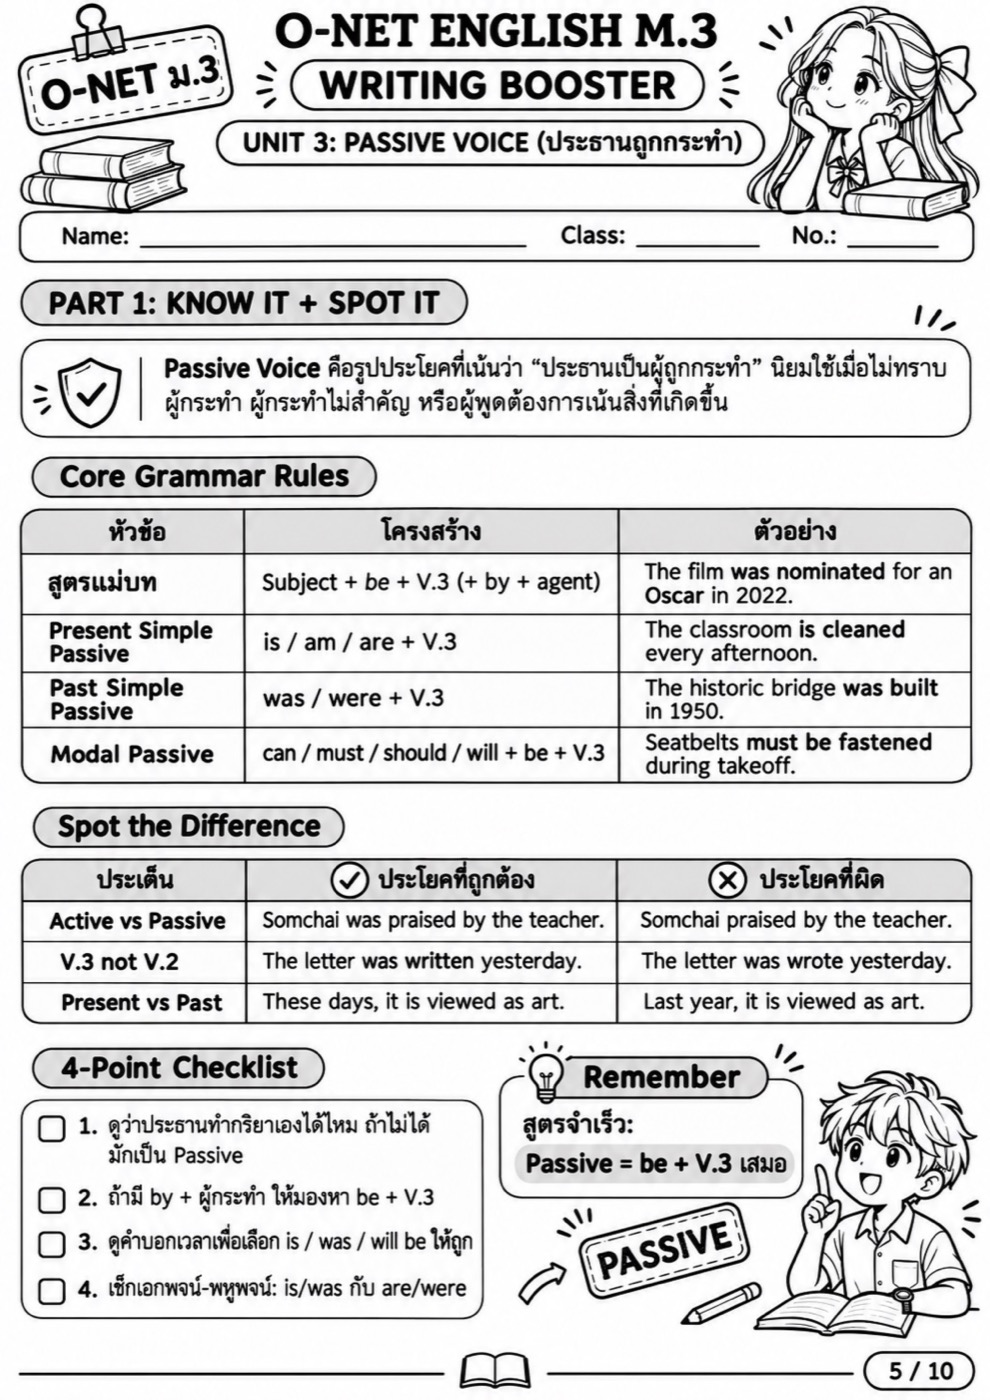 O-NET ม.3
O-NET ENGLISH M.3
WRITING BOOSTER
UNIT 3: PASSIVE VOICE (ประธานถูกกระทำ)
Name: Class: No.:
PART 1: KNOW IT + SPOT IT
Passive Voice คือรูปประโยคที่เน้นว่า “ประธานเป็นผู้ถูกกระทำ” นิยมใช้เมื่อไม่ทราบ
ผู้กระทำ ผู้กระทำไม่สำคัญ หรือผู้พูดต้องการเน้นสิ่งที่เกิดขึ้น
Core Grammar Rules
หัวข้อ โครงสร้าง ตัวอย่าง
สูตรแม่บท Subject + be + V.3 (+ by + agent) The film was nominated for an
Oscar in 2022.
Present Simple
Passive is / am / are + V.3 The classroom is cleaned
every afternoon.
Past Simple
Passive was / were + V.3 The historic bridge was built
in 1950.
Modal Passive can / must / should / will + be + V.3 Seatbelts must be fastened
during takeoff.
Spot the Difference
ประเด็น ประโยคที่ถูกต้อง ประโยคที่ผิด
Active vs Passive Somchai was praised by the teacher. Somchai praised by the teacher.
V.3 not V.2 The letter was written yesterday. The letter was wrote yesterday.
Present vs Past These days, it is viewed as art. Last year, it is viewed as art.
4-Point Checklist
1. ดูว่าประธานทำกริยาเองได้ไหม ถ้าไม่ได้
มักเป็น Passive
2. ถ้ามี by + ผู้กระทำ ให้มองหา be + V.3
3. ดูคำบอกเวลาเพื่อเลือก is / was / will be ให้ถูก
4. เช็กเอกพจน์-พหูพจน์: is/was กับ are/were
Remember
สูตรจำเร็ว:
Passive = be + V.3 เสมอ
PASSIVE
5 / 10